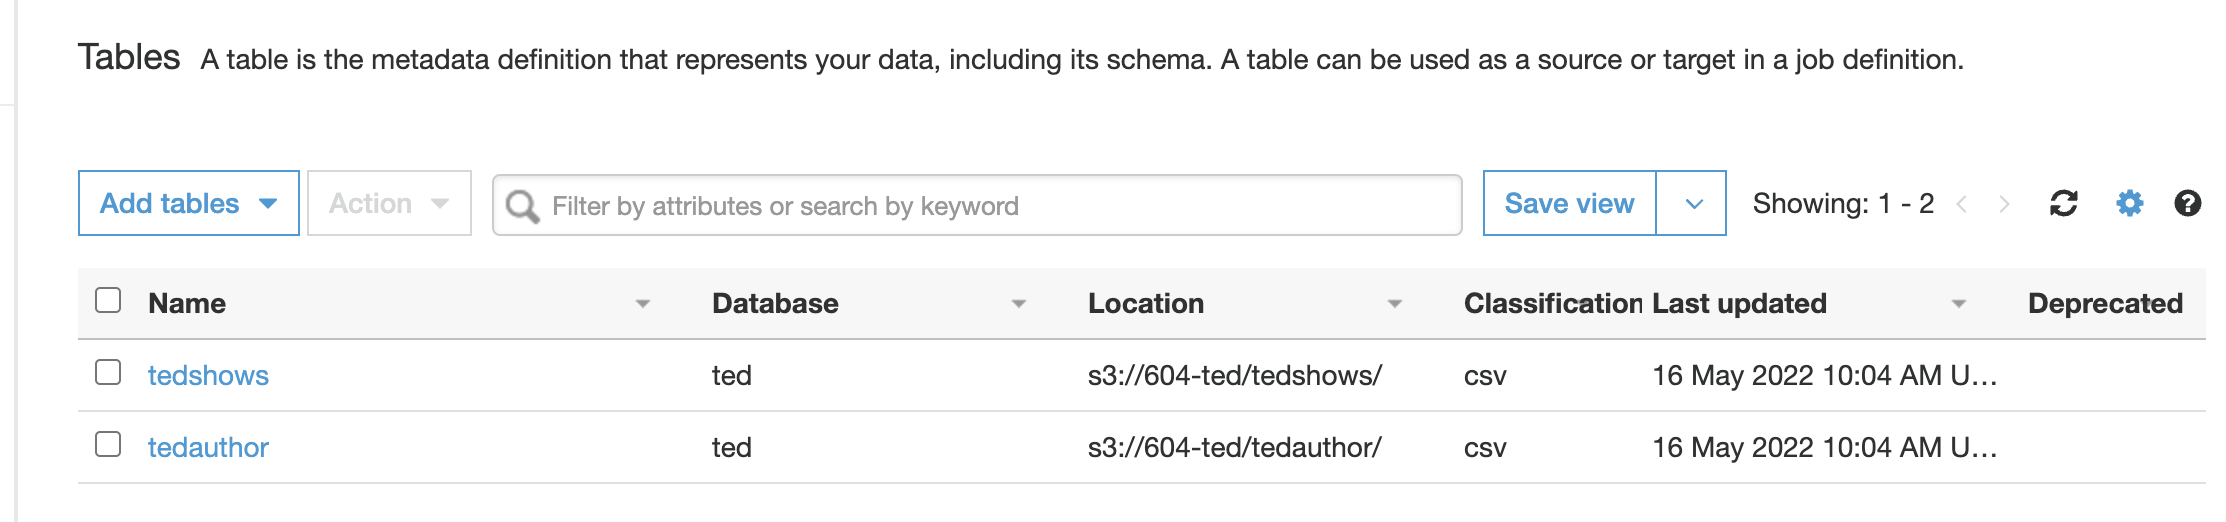 Tables A table is the metadata definition that represents your data, including its schema. A table can be used as a source or target in a job definition.
Add tables Action Filter by attributes or search by keyword Save view Showing: 1 - 2
Name Database Location Classification Last updated Deprecated
tedshows ted s3://604-ted/tedshows/ csv 16 May 2022 10:04 AM U...
tedauthor ted s3://604-ted/tedauthor/ csv 16 May 2022 10:04 AM U...